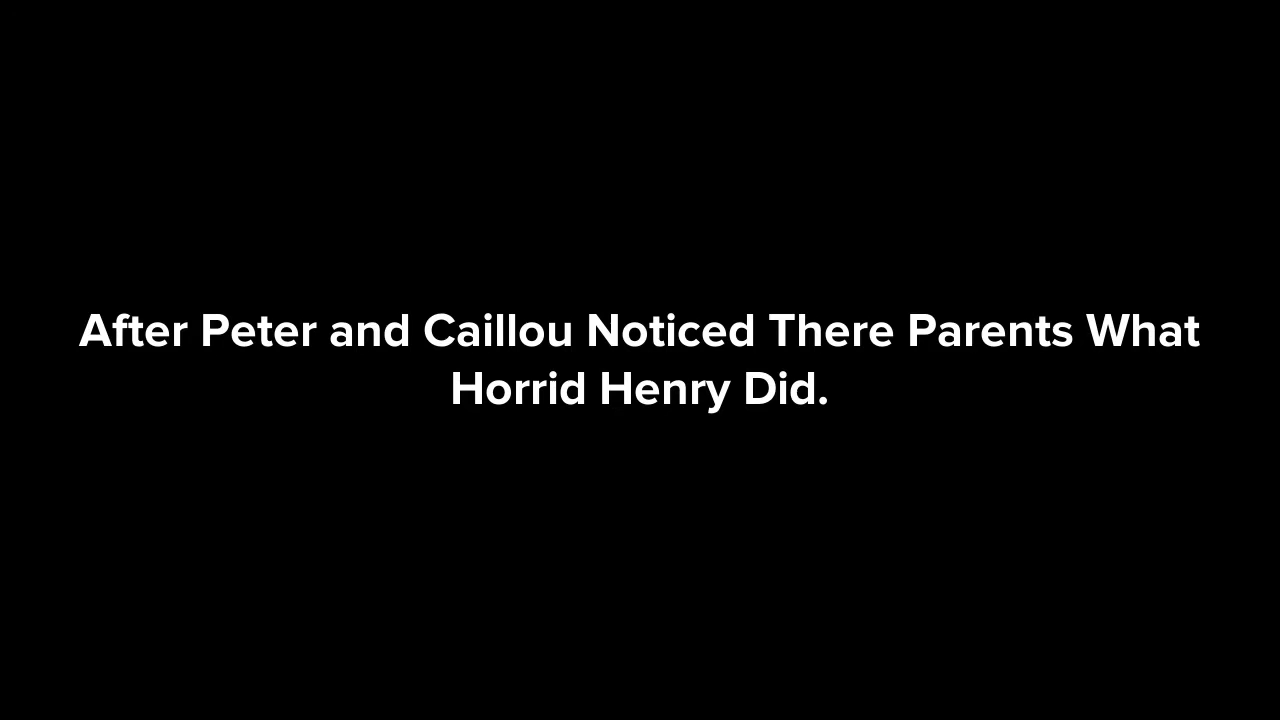 After Peter and Caillou Noticed There Parents What
Horrid Henry Did.